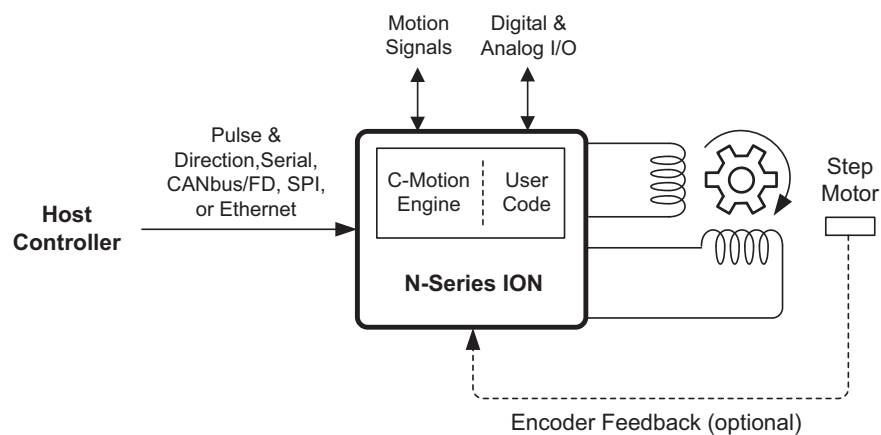 Motion
Signals
Digital &
Analog I/O
Pulse &
Direction,Serial,
CANbus/FD, SPI,
or Ethernet
Host
Controller
C-Motion
Engine
User
Code
N-Series ION
Step
Motor
Encoder Feedback (optional)